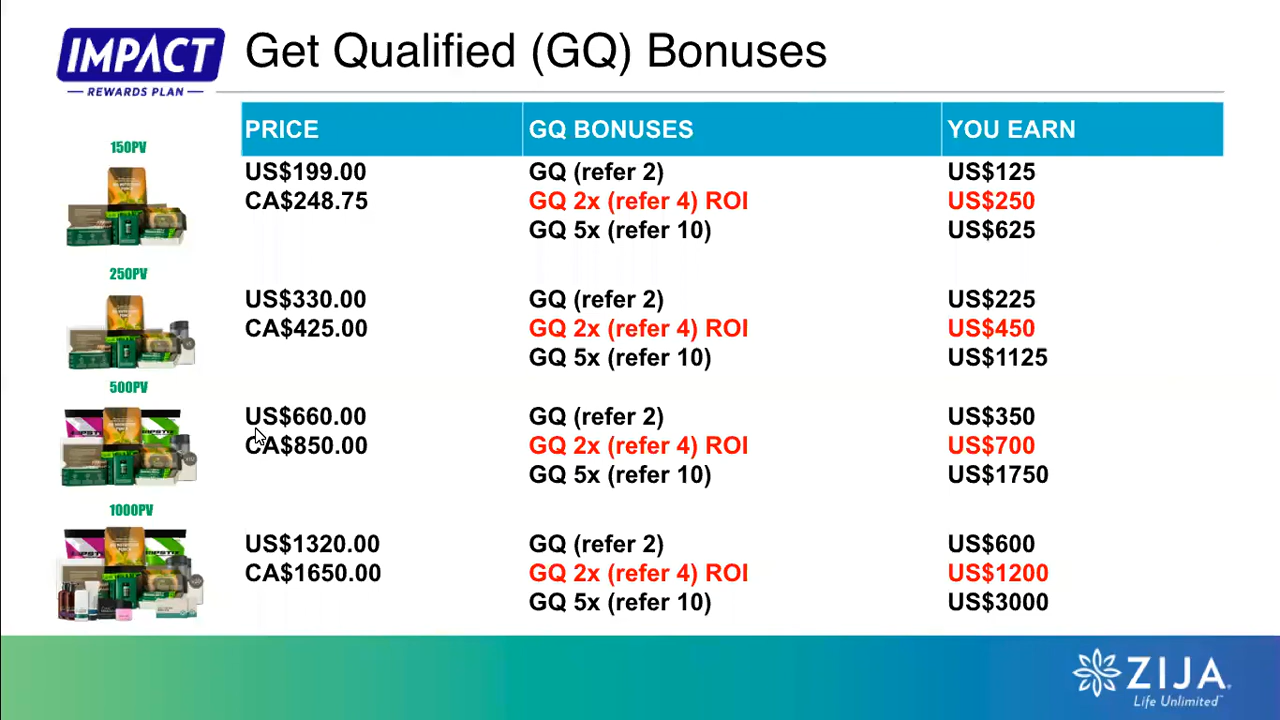 IMPACT
REWARDS PLAN
Get Qualified (GQ) Bonuses
PRICE GQ BONUSES YOU EARN
150PV
US$199.00 GQ (refer 2) US$125
CA$248.75 GQ 2x (refer 4) ROI US$250
GQ 5x (refer 10) US$625
250PV
US$330.00 GQ (refer 2) US$225
CA$425.00 GQ 2x (refer 4) ROI US$450
GQ 5x (refer 10) US$1125
500PV
US$660.00 GQ (refer 2) US$350
CA$850.00 GQ 2x (refer 4) ROI US$700
GQ 5x (refer 10) US$1750
1000PV
US$1320.00 GQ (refer 2) US$600
CA$1650.00 GQ 2x (refer 4) ROI US$1200
GQ 5x (refer 10) US$3000
ZIJA
Life Unlimited™